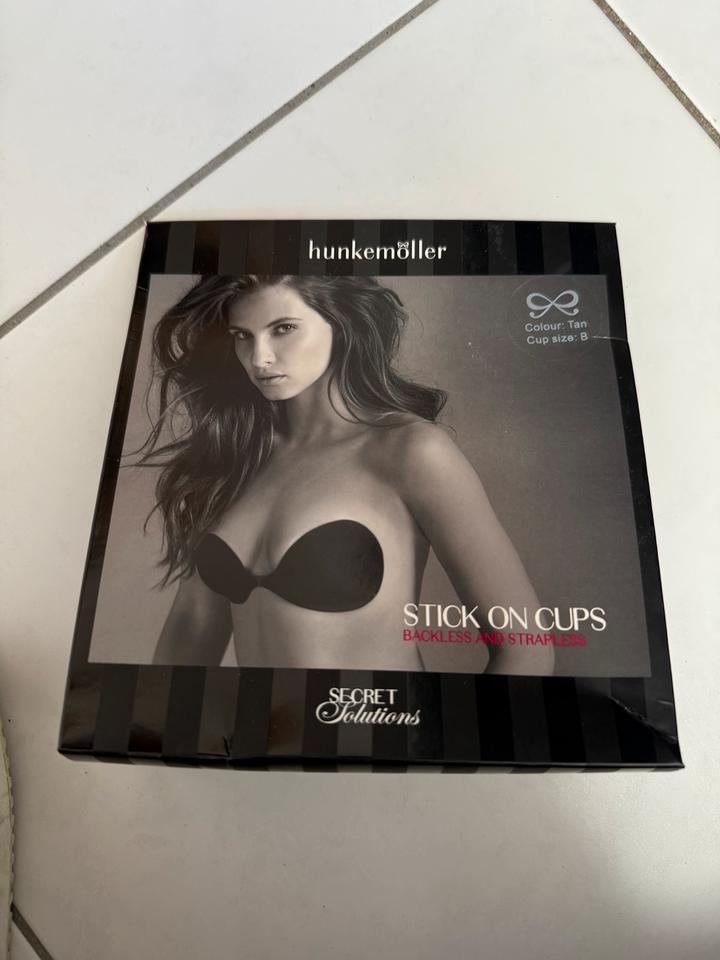 hunkemöller
Colour: Tan
Cup size: B
STICK ON CUPS
BACKLESS AND STRAPLESS
SECRET
Solutions